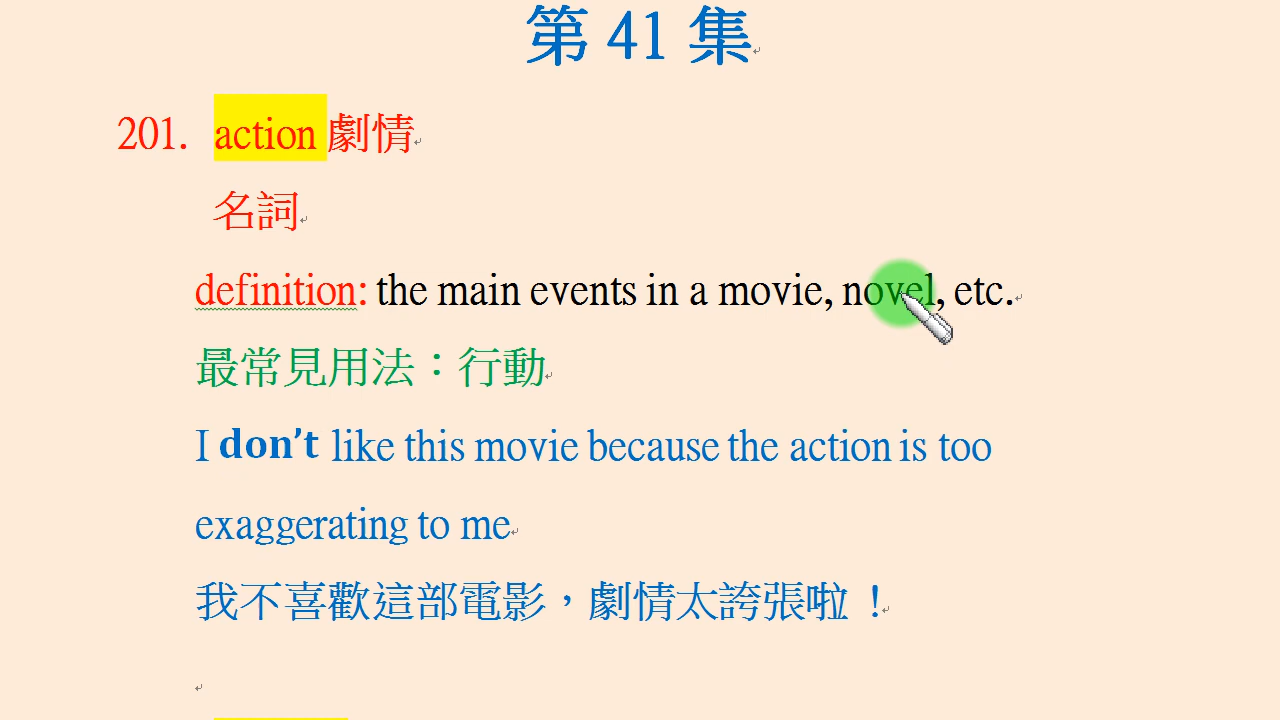 第 41 集
201. action 劇情
名詞
definition: the main events in a movie, novel, etc.
最常見用法：行動
I don’t like this movie because the action is too
exaggerating to me
我不喜歡這部電影，劇情太誇張啦！